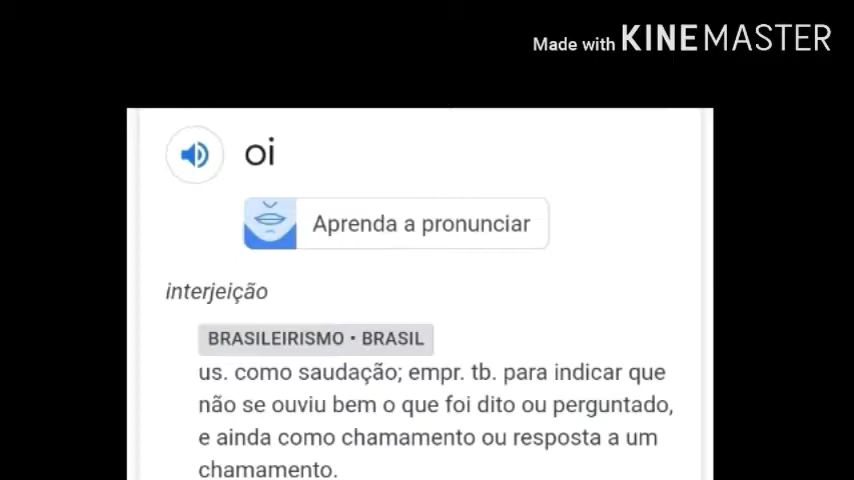 Made with KINEMASTER
oi
Aprenda a pronunciar
interjeição
BRASILEIRISMO • BRASIL
us. como saudação; empr. tb. para indicar que
não se ouviu bem o que foi dito ou perguntado,
e ainda como chamamento ou resposta a um
chamamento.